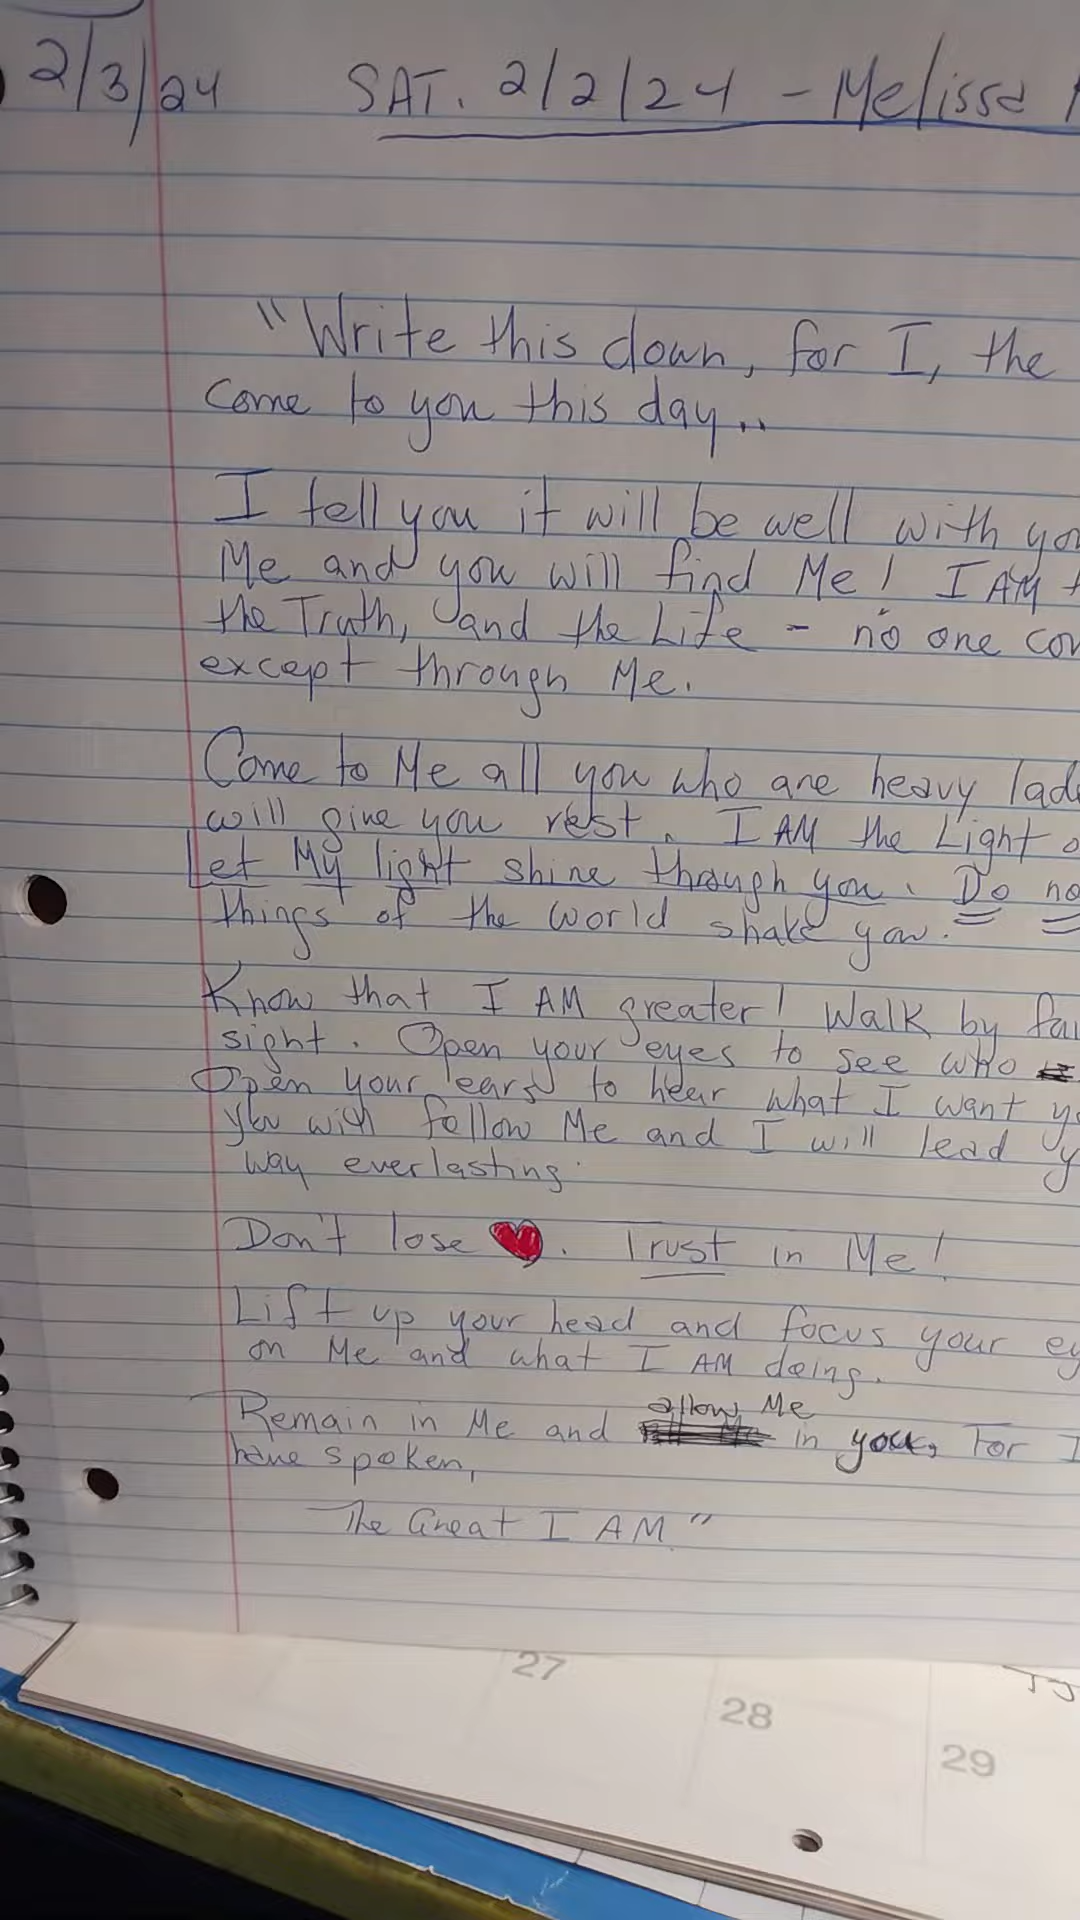 2/3/24 SAT. 2/2/24 - Melissa
"Write this down, for I, the
come to you this day..
I tell you it will be well with you
Me and you will find Me! I AM
the Truth, and the Life - no one
except through Me.
Come to Me all you who are heavy
will give you rest. I AM the Light
Let My light shine through you. Do
things of the world shake you.
Know that I AM greater! Walk by
sight. Open your eyes to see who
Open your ears to hear what I want
you will follow Me and I will lead
way everlasting.
Don't lose ❤. Trust in Me!
Lift up your head and focus your
on Me and what I AM doing.
allow Me
Remain in Me and in you, For I
have spoken,
The Great I AM"
27
28
29